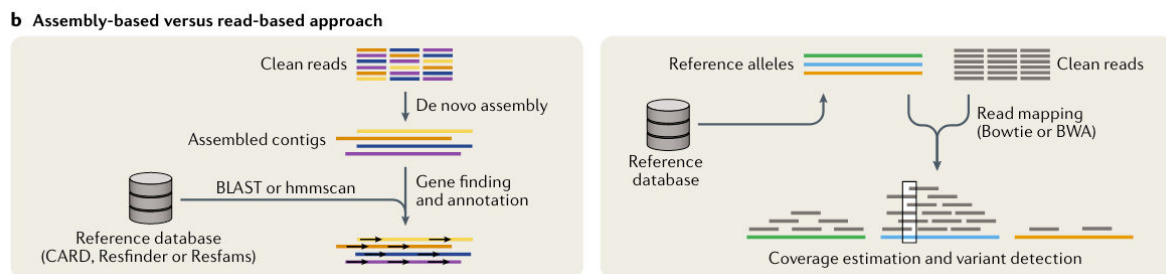 b Assembly-based versus read-based approach
Clean reads
De novo assembly
Assembled contigs
BLAST or hmmscan
Gene finding
and annotation
Reference database
(CARD, Resfinder or Resfams)
Reference alleles
Clean reads
Read mapping
(Bowtie or BWA)
Reference
database
Coverage estimation and variant detection